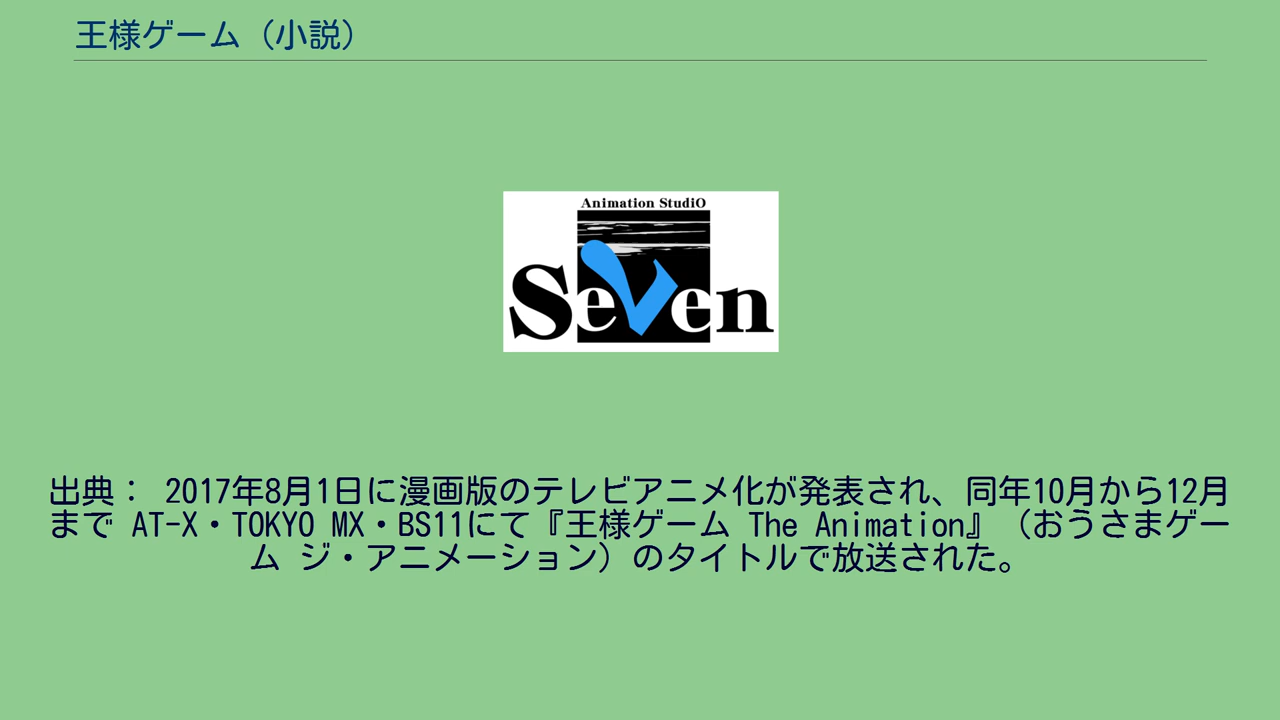 王様ゲーム（小説）
Animation StudiO
Seven
出典： 2017年8月1日に漫画版のテレビアニメ化が発表され、同年10月から12月
まで AT-X・TOKYO MX・BS11にて『王様ゲーム The Animation』（おうさまゲー
ム ジ・アニメーション）のタイトルで放送された。